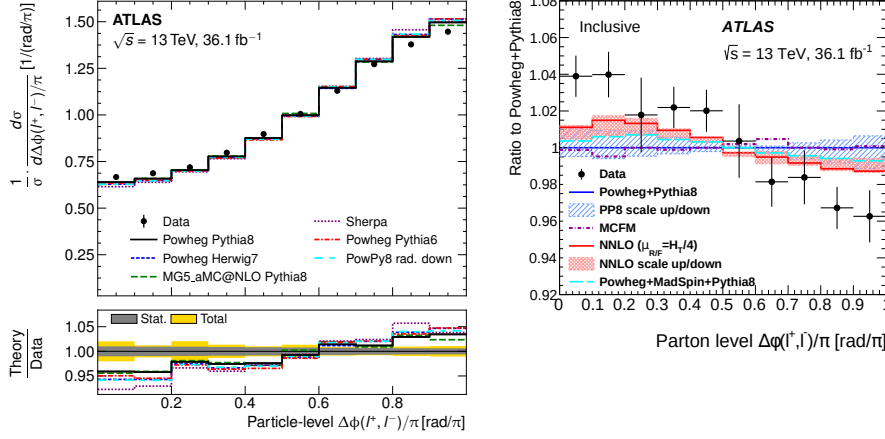 ATLAS
√s = 13 TeV, 36.1 fb⁻¹
1/σ · dσ/dΔϕ(l⁺, l⁻)/π [1/(rad/π)]
1.50
1.25
1.00
0.75
0.50
0.25
Data
Powheg Pythia8
Powheg Herwig7
MG5_aMC@NLO Pythia8
Sherpa
Powheg Pythia6
PowPy8 rad. down
Theory/Data
Stat. Total
1.05
1.00
0.95
0.2 0.4 0.6 0.8
Particle-level Δϕ(l⁺, l⁻)/π [rad/π]
Ratio to Powheg+Pythia8
1.08
1.06
1.04
1.02
1
0.98
0.96
0.94
0.92
Inclusive
ATLAS
√s = 13 TeV, 36.1 fb⁻¹
Data
Powheg+Pythia8
PP8 scale up/down
MCFM
NNLO (μR/F=HT/4)
NNLO scale up/down
Powheg+MadSpin+Pythia8
0 0.1 0.2 0.3 0.4 0.5 0.6 0.7 0.8 0.9 1
Parton level Δφ(l⁺,l⁻)/π [rad/π]